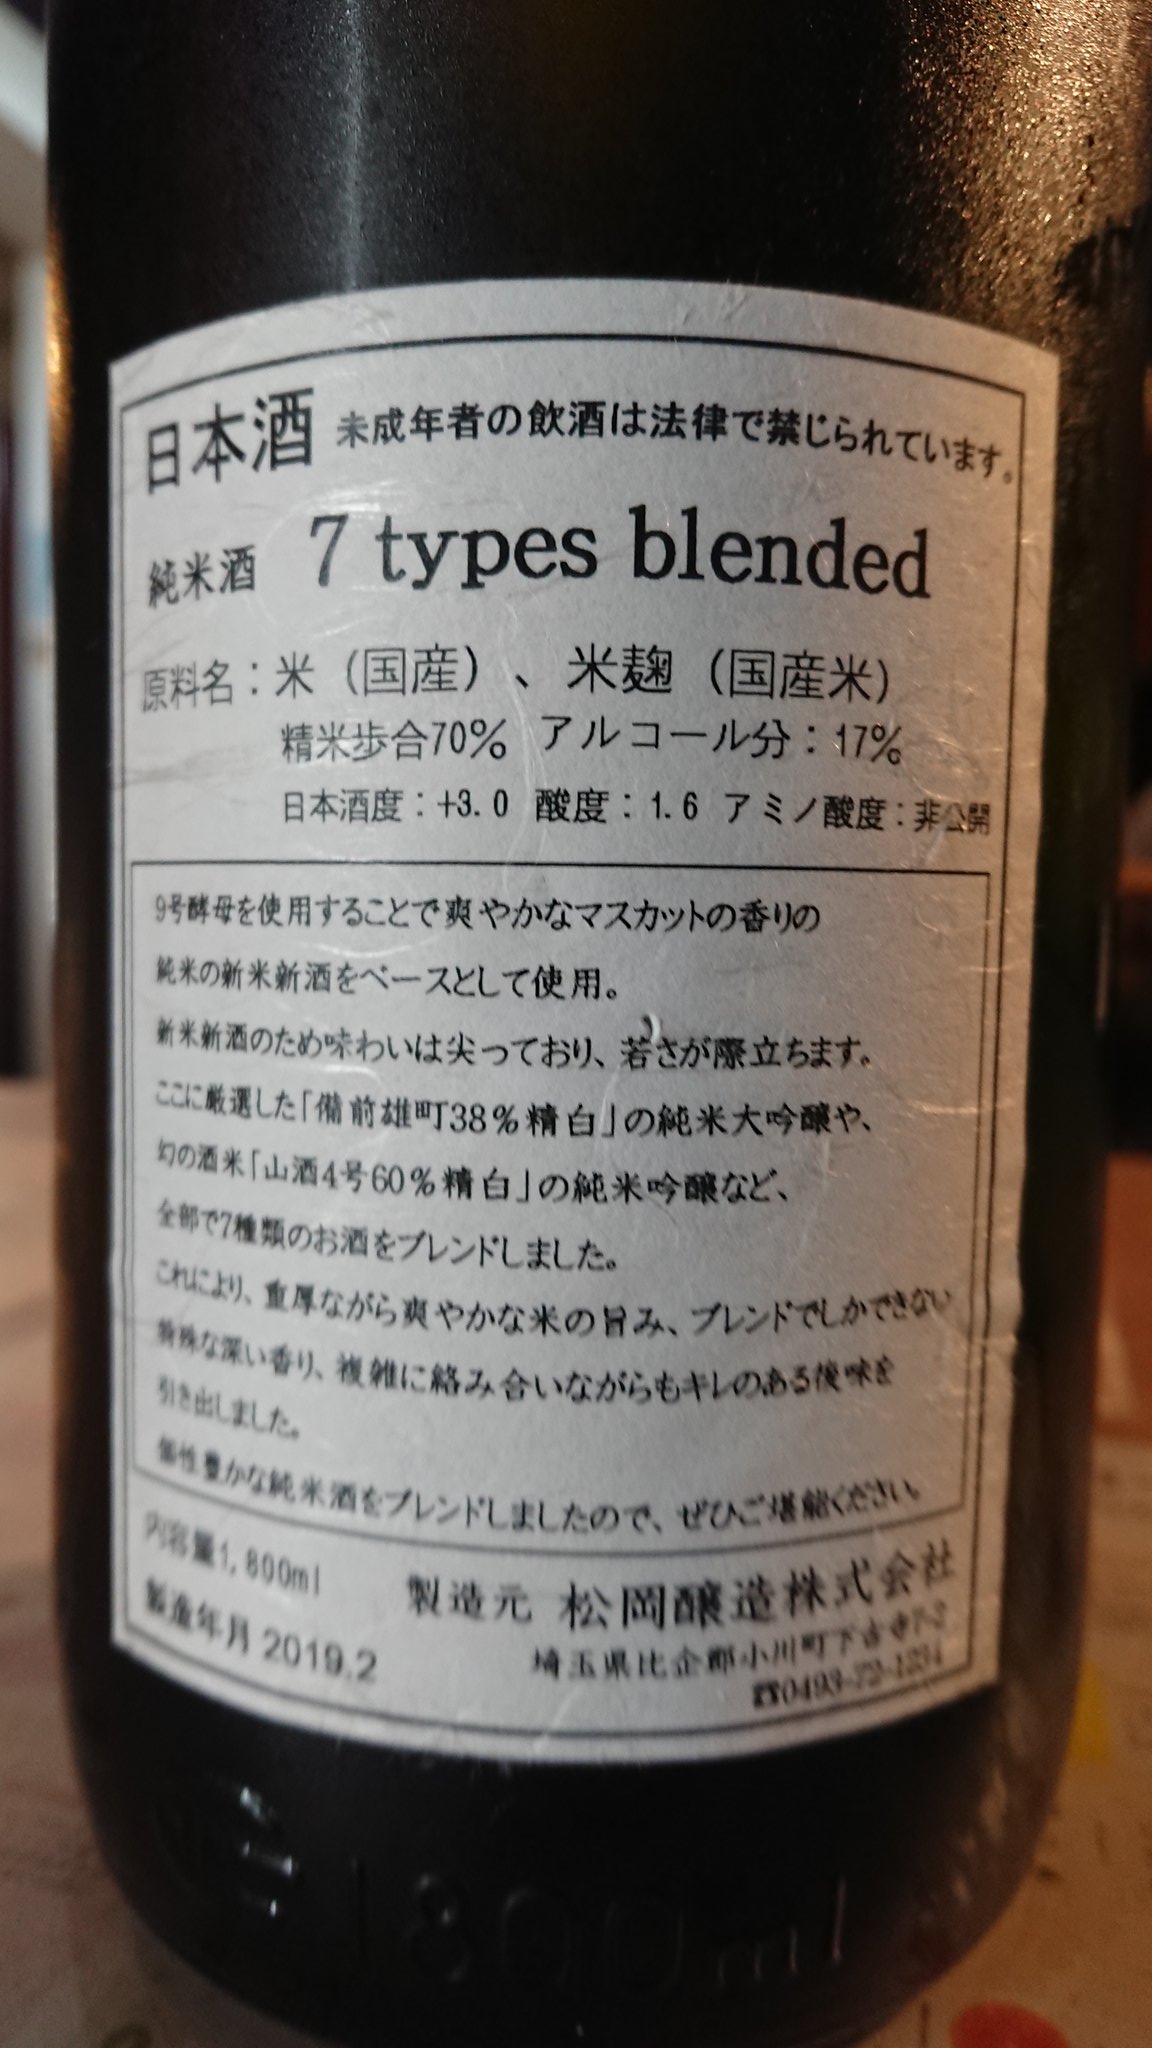 日本酒 未成年者の飲酒は法律で禁じられています。
純米酒 7 types blended
原料名：米（国産）、米麹（国産米）
精米歩合70% アルコール分：17%
日本酒度：+3.0 酸度：1.6 アミノ酸度：非公開
9号酵母を使用することで爽やかなマスカットの香りの
純米の新米新酒をベースとして使用。
新米新酒のため味わいは尖っており、若さが際立ちます。
ここに厳選した「備前雄町38%精白」の純米大吟醸や、
幻の酒米「山酒4号60%精白」の純米吟醸など、
全部で7種類のお酒をブレンドしました。
これにより、重厚ながら爽やかな米の旨み、ブレンドでしかできない
特殊な深い香り、複雑に絡み合いながらもキレのある後味を
引き出しました。
個性豊かな純米酒をブレンドしましたので、ぜひご堪能ください。
内容量1,800ml
製造年月 2019.2
製造元 松岡醸造株式会社
埼玉県比企郡小川町下古寺7-2
☎0493-72-1234
1800ml